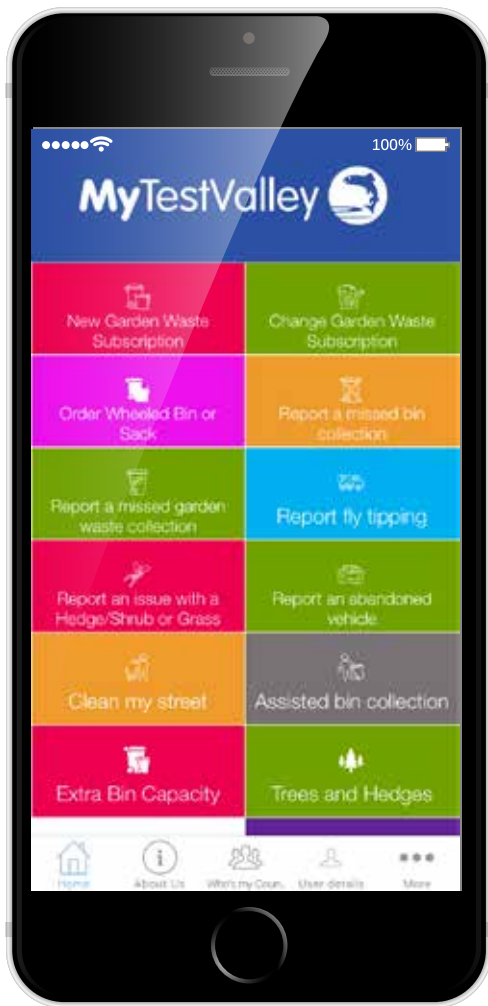 100%
MyTestValley
New Garden Waste
Subscription
Change Garden Waste
Subscription
Order Wheeled Bin or
Sack
Report a missed bin
collection
Report a missed garden
waste collection
Report fly tipping
Report an issue with a
Hedge/Shrub or Grass
Report an abandoned
vehicle
Clean my street
Assisted bin collection
Extra Bin Capacity
Trees and Hedges
Home
About Us
Who's my Coun..
User details
More